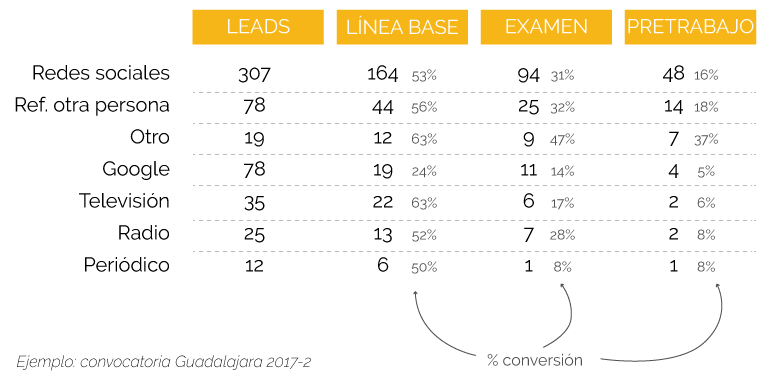 LEADS LÍNEA BASE EXAMEN PRETRABAJO
Redes sociales 307 164 53% 94 31% 48 16%
Ref. otra persona 78 44 56% 25 32% 14 18%
Otro 19 12 63% 9 47% 7 37%
Google 78 19 24% 11 14% 4 5%
Televisión 35 22 63% 6 17% 2 6%
Radio 25 13 52% 7 28% 2 8%
Periódico 12 6 50% 1 8% 1 8%
% conversión
Ejemplo: convocatoria Guadalajara 2017-2